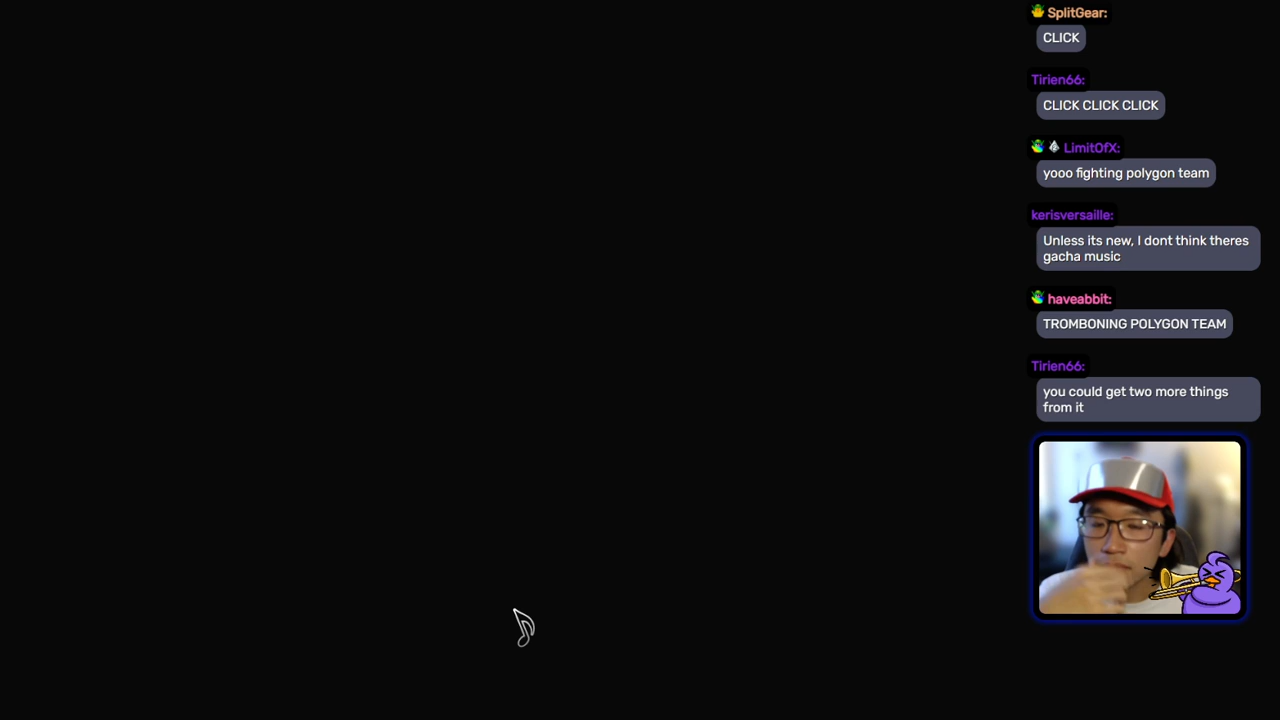 SplitGear:
CLICK
Tirien66:
CLICK CLICK CLICK
LimitOfX:
yooo fighting polygon team
kerisversaille:
Unless its new, I dont think theres
gacha music
haveabbit:
TROMBONING POLYGON TEAM
Tirien66:
you could get two more things
from it